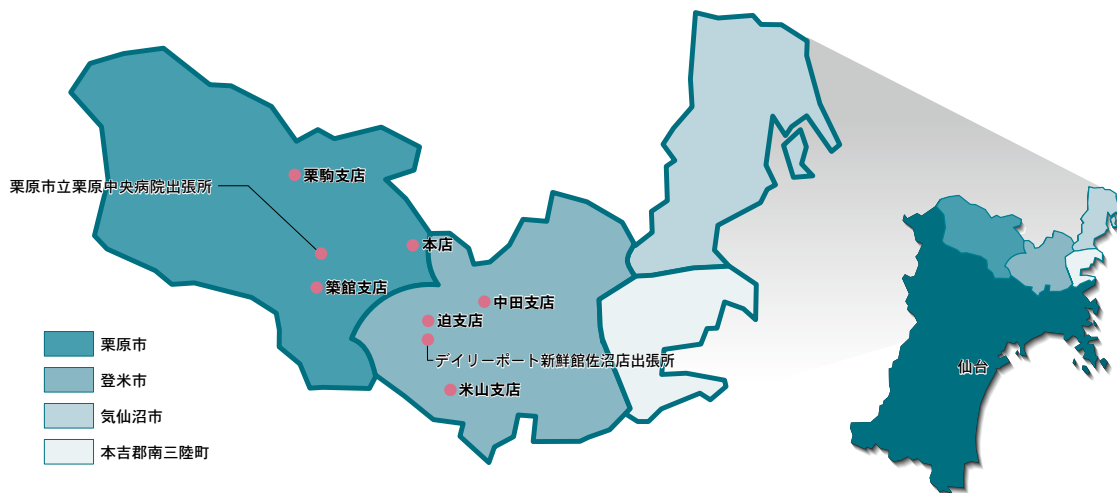 栗駒支店
栗原市立栗原中央病院出張所
本店
築館支店
中田支店
迫支店
デイリーポート新鮮館佐沼店出張所
米山支店
栗原市
登米市
気仙沼市
本吉郡南三陸町
仙台